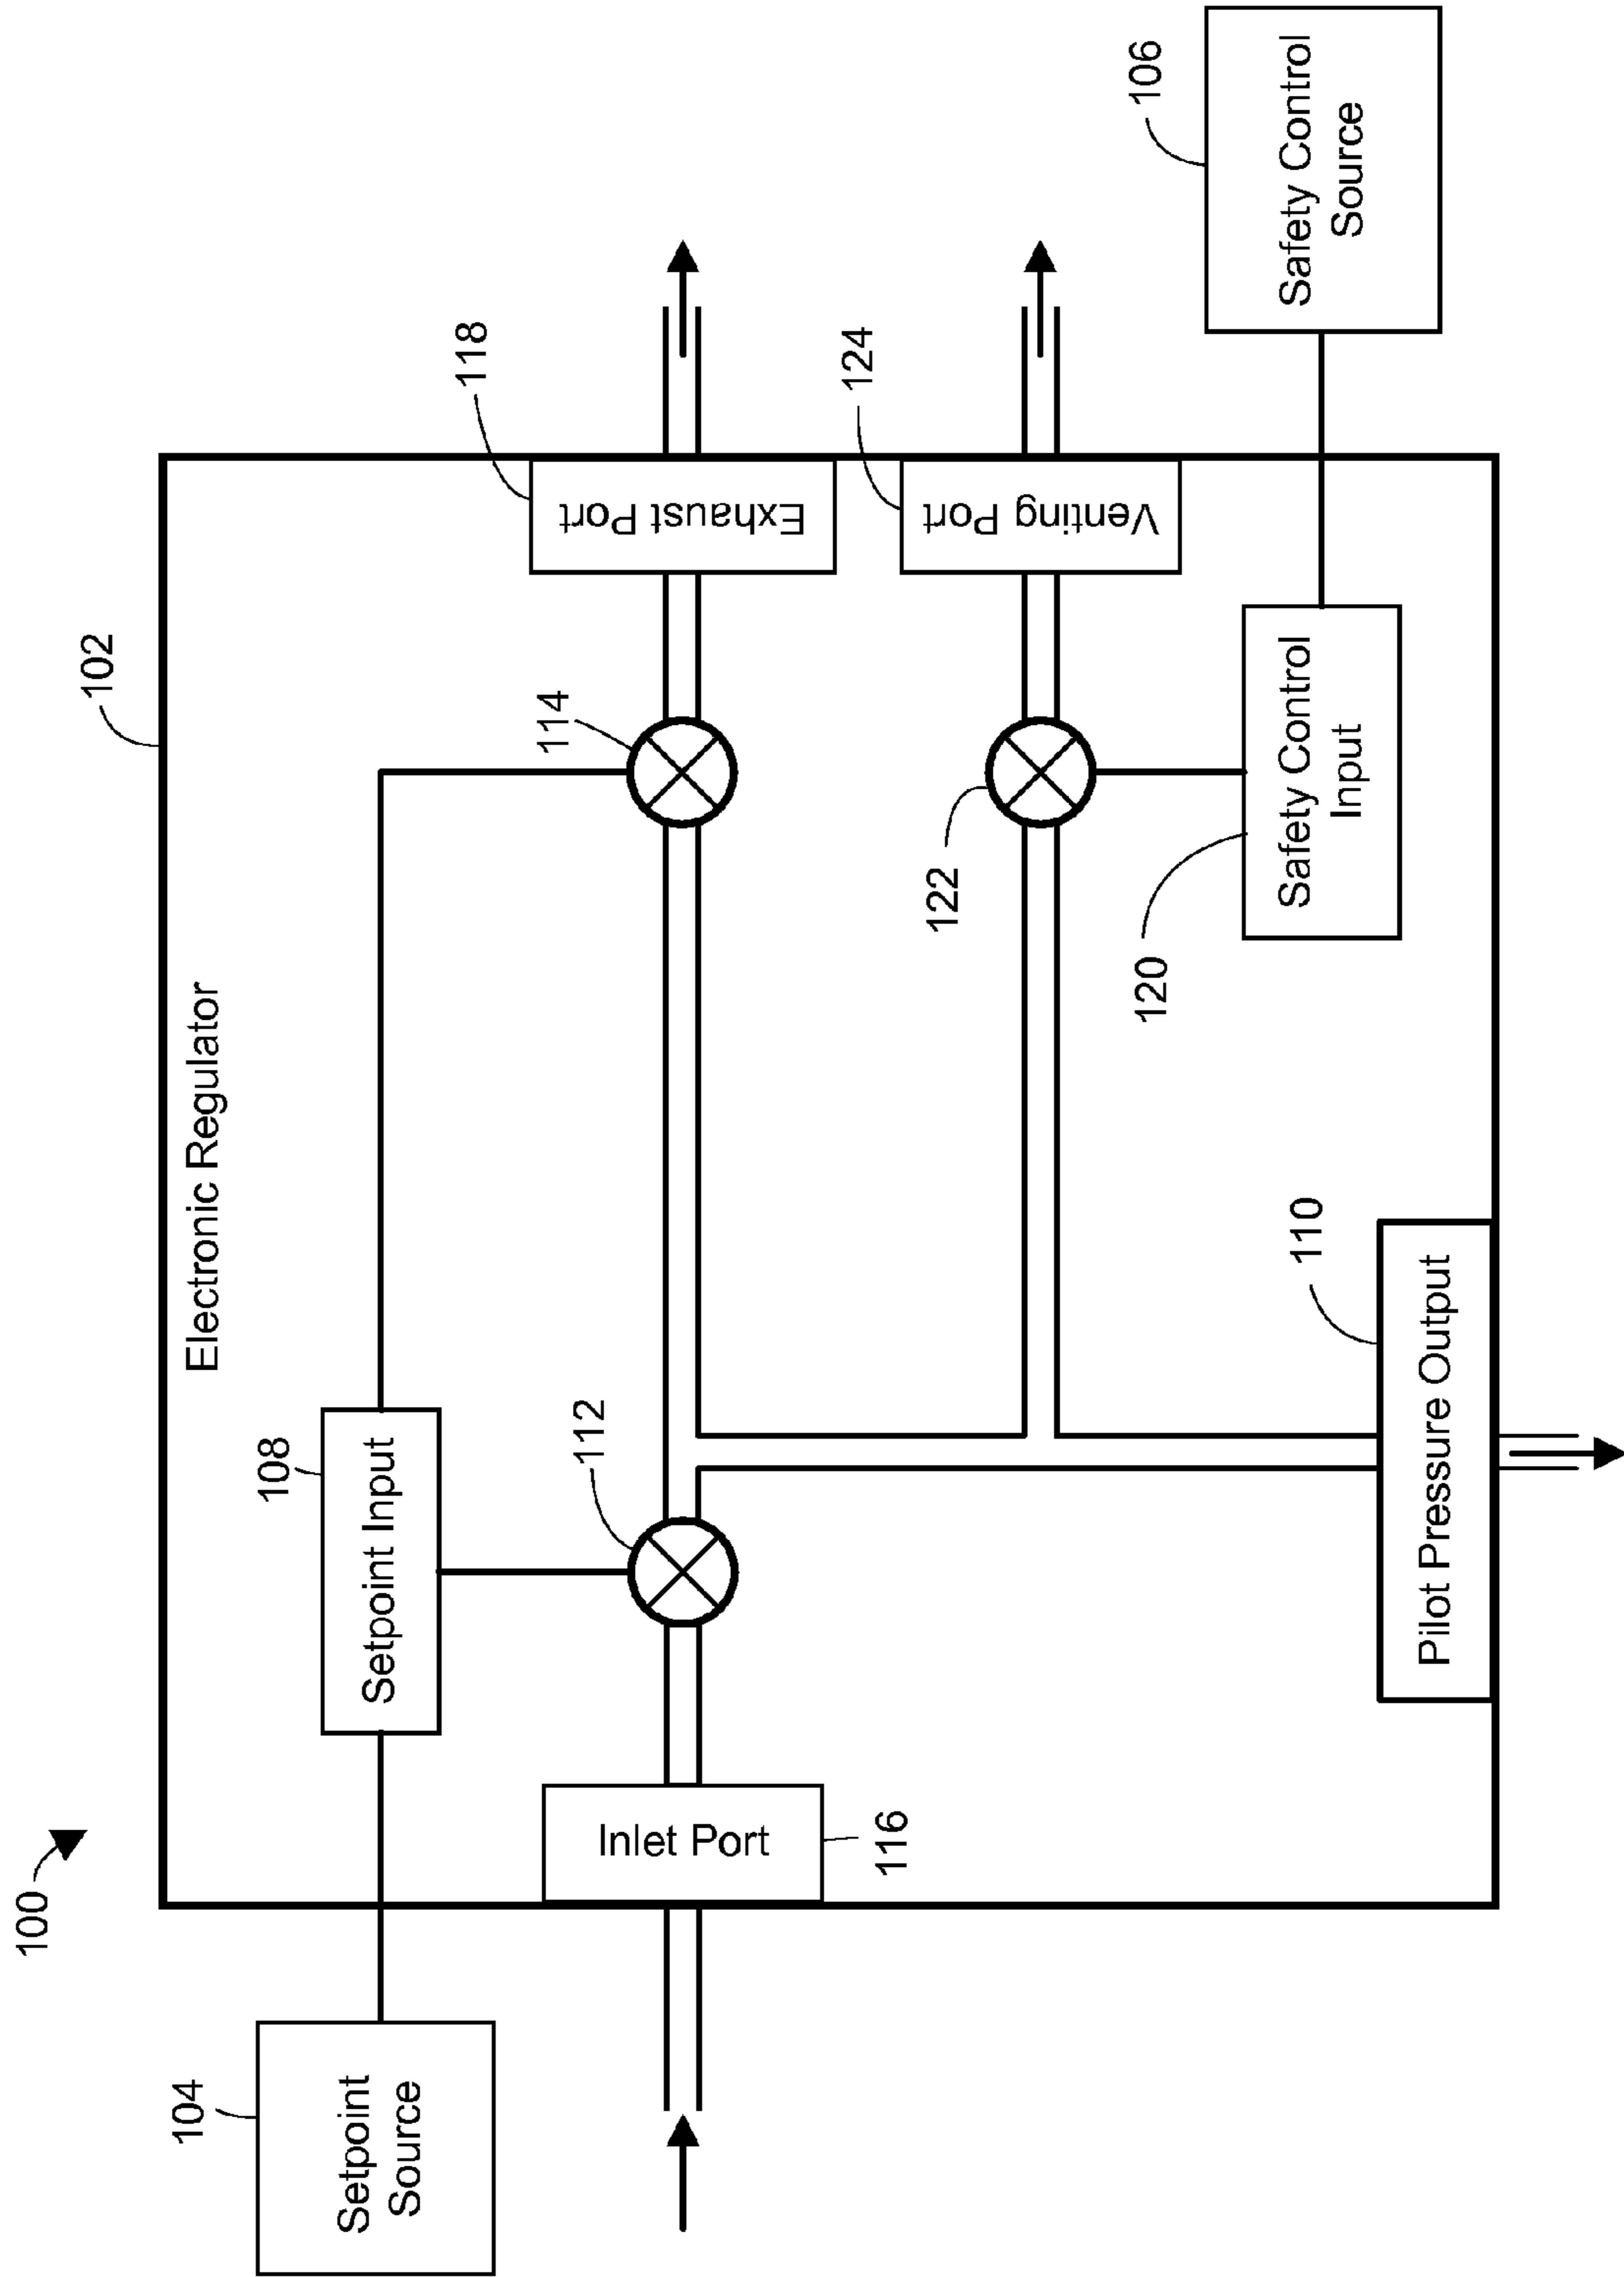 100
102
Electronic Regulator
104
Setpoint
Source
108
Setpoint Input
112
114
116
Inlet Port
118
Exhaust Port
122
124
Venting Port
120
Safety Control
Input
106
Safety Control
Source
110
Pilot Pressure Output